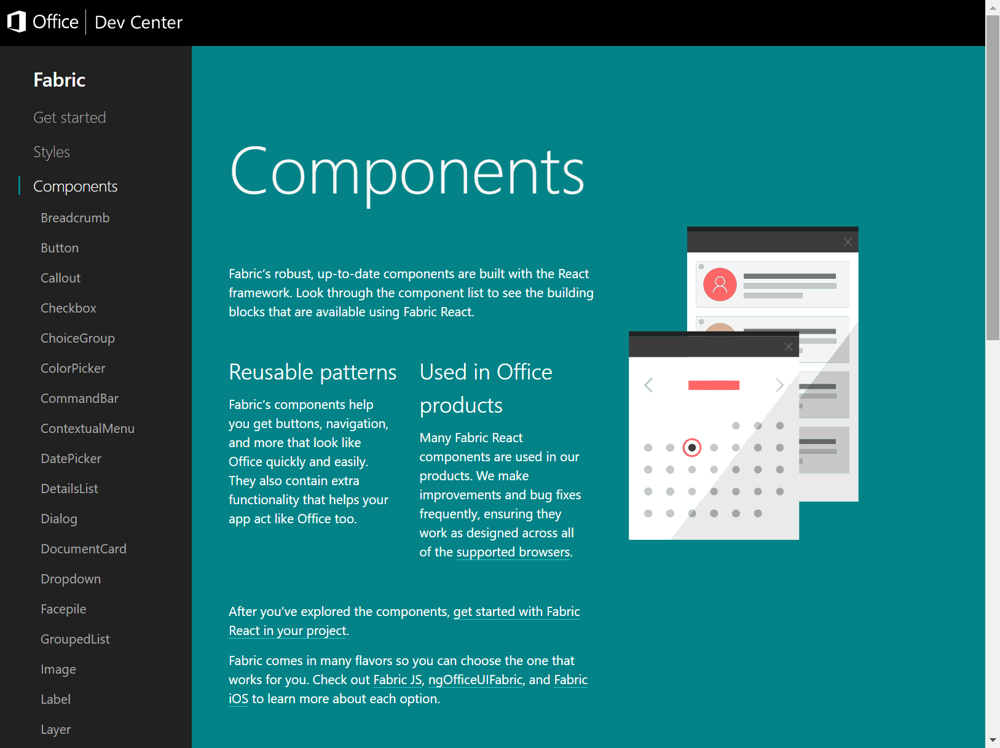 Office | Dev Center
Fabric
Get started
Styles
Components
Breadcrumb
Button
Callout
Checkbox
ChoiceGroup
ColorPicker
CommandBar
ContextualMenu
DatePicker
DetailsList
Dialog
DocumentCard
Dropdown
Facepile
GroupedList
Image
Label
Layer
Components
Fabric’s robust, up-to-date components are built with the React
framework. Look through the component list to see the building
blocks that are available using Fabric React.
Reusable patterns
Fabric’s components help
you get buttons, navigation,
and more that look like
Office quickly and easily.
They also contain extra
functionality that helps your
app act like Office too.
Used in Office
products
Many Fabric React
components are used in our
products. We make
improvements and bug fixes
frequently, ensuring they
work as designed across all
of the supported browsers.
After you’ve explored the components, get started with Fabric
React in your project.
Fabric comes in many flavors so you can choose the one that
works for you. Check out Fabric JS, ngOfficeUIFabric, and Fabric
iOS to learn more about each option.